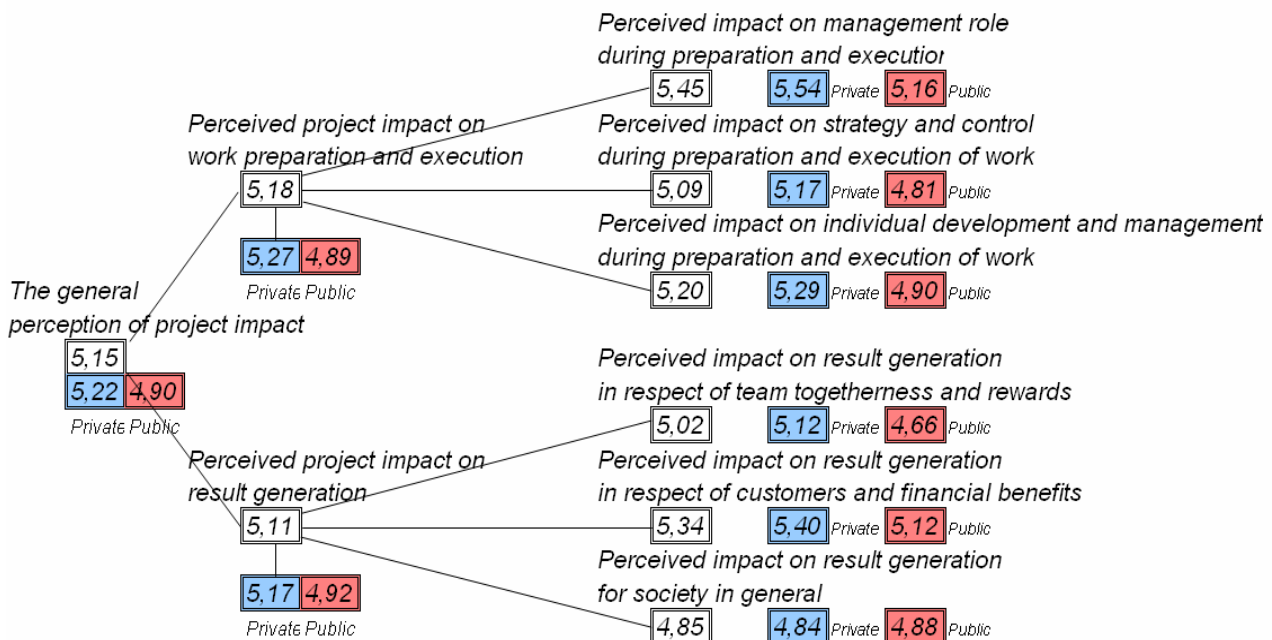 Perceived impact on management role
during preparation and execution
5,45 5,54 Private 5,16 Public
Perceived project impact on
work preparation and execution
5,18
5,27 4,89
Private Public
Perceived impact on strategy and control
during preparation and execution of work
5,09 5,17 Private 4,81 Public
Perceived impact on individual development and management
during preparation and execution of work
5,20 5,29 Private 4,90 Public
The general
perception of project impact
5,15
5,22 4,90
Private Public
Perceived impact on result generation
in respect of team togetherness and rewards
5,02 5,12 Private 4,66 Public
Perceived project impact on
result generation
5,11
5,17 4,92
Private Public
Perceived impact on result generation
in respect of customers and financial benefits
5,34 5,40 Private 5,12 Public
Perceived impact on result generation
for society in general
4,85 4,84 Private 4,88 Public